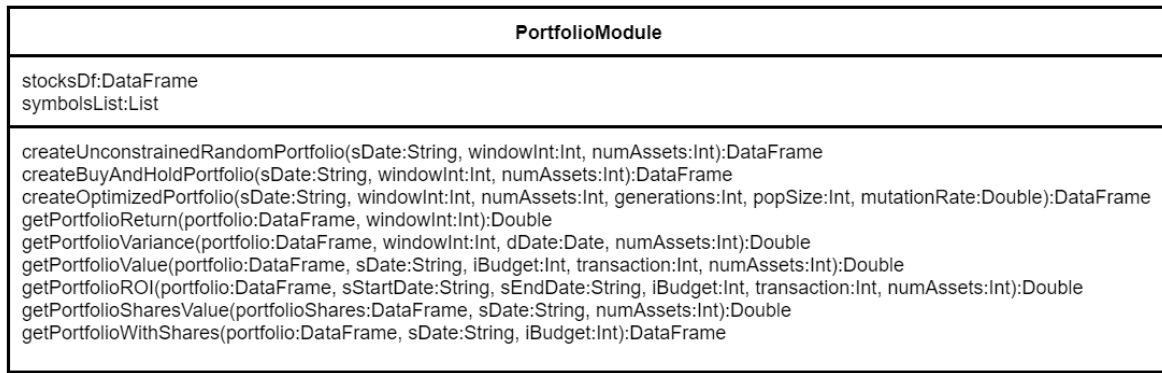 PortfolioModule
stocksDf:DataFrame
symbolsList:List
createUnconstrainedRandomPortfolio(sDate:String, windowInt:Int, numAssets:Int):DataFrame
createBuyAndHoldPortfolio(sDate:String, windowInt:Int, numAssets:Int):DataFrame
createOptimizedPortfolio(sDate:String, windowInt:Int, numAssets:Int, generations:Int, popSize:Int, mutationRate:Double):DataFrame
getPortfolioReturn(portfolio:DataFrame, windowInt:Int):Double
getPortfolioVariance(portfolio:DataFrame, windowInt:Int, dDate:Date, numAssets:Int):Double
getPortfolioValue(portfolio:DataFrame, sDate:String, iBudget:Int, transaction:Int, numAssets:Int):Double
getPortfolioROI(portfolio:DataFrame, sStartDate:String, sEndDate:String, iBudget:Int, transaction:Int, numAssets:Int):Double
getPortfolioSharesValue(portfolioShares:DataFrame, sDate:String, numAssets:Int):Double
getPortfolioWithShares(portfolio:DataFrame, sDate:String, iBudget:Int):DataFrame